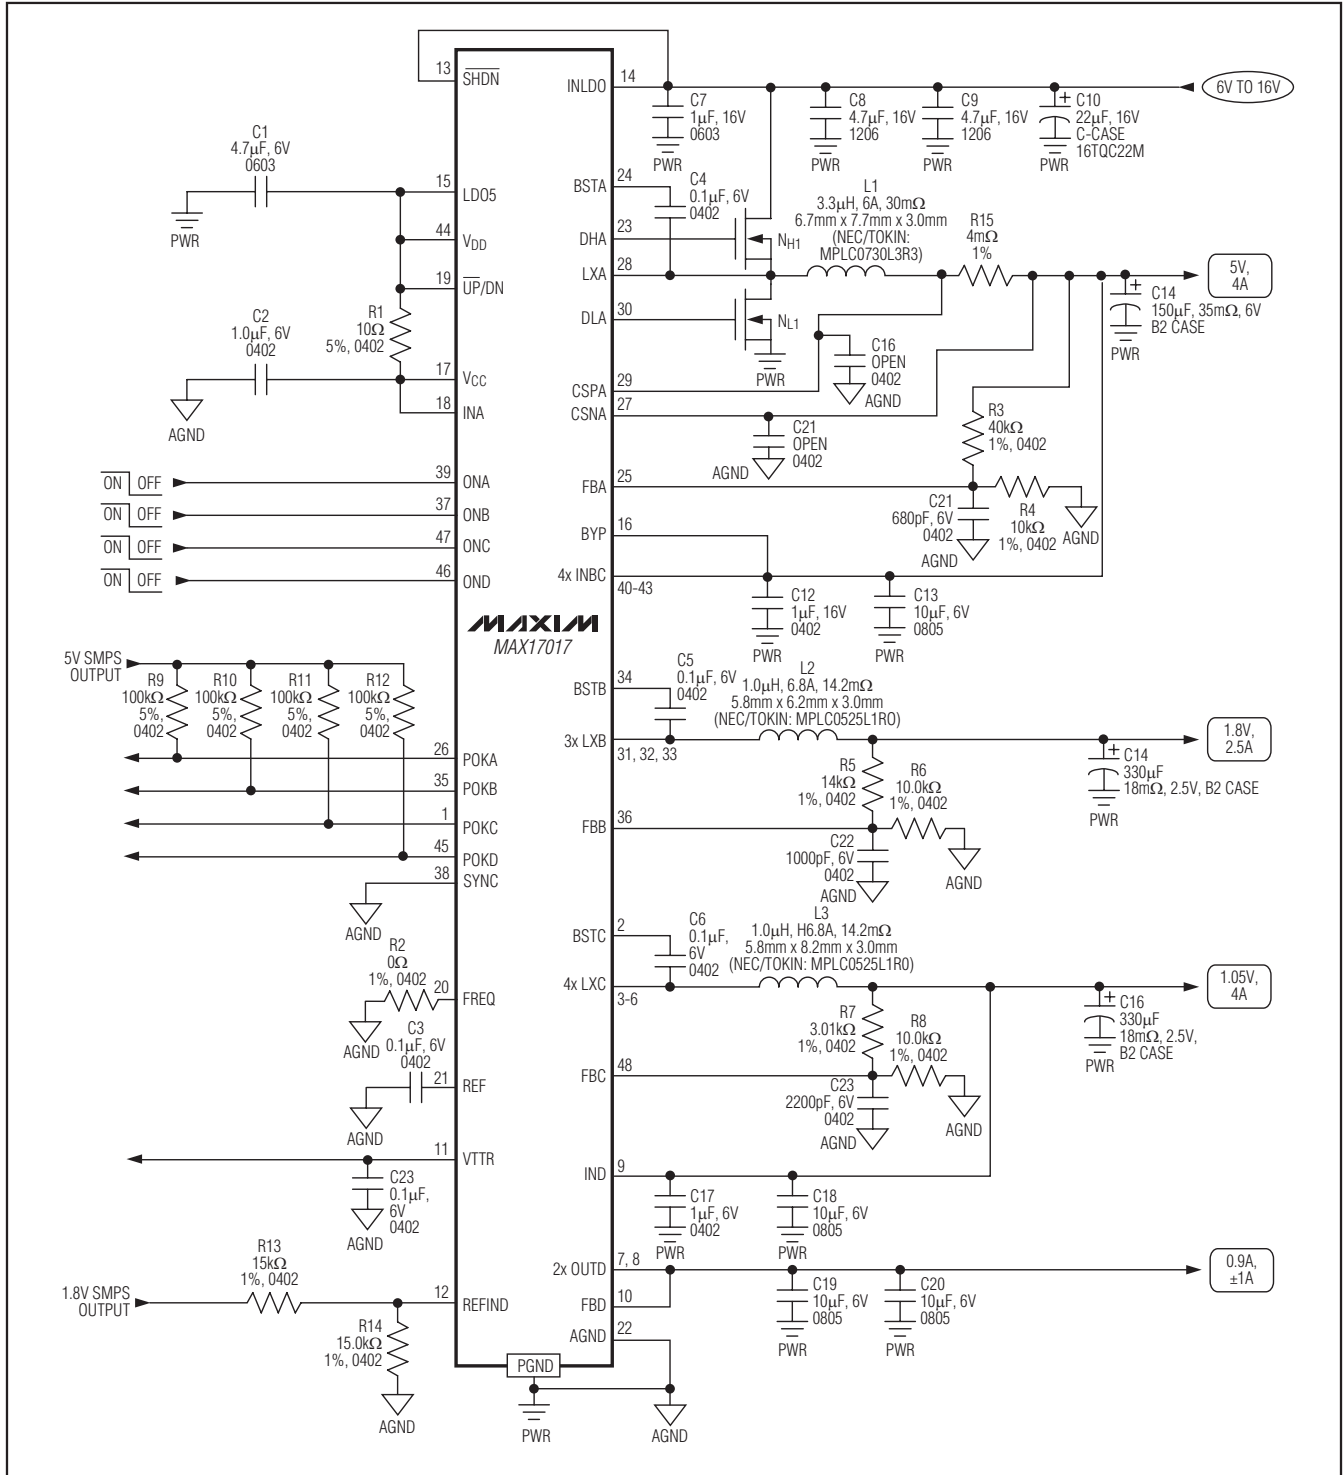 13
SHDN
INLDO
14
6V TO 16V
C7
1µF, 16V
0603
PWR
C8
4.7µF, 16V
1206
PWR
C9
4.7µF, 16V
1206
PWR
+
C10
22µF, 16V
C-CASE
16TQC22M
PWR
C1
4.7µF, 6V
0603
PWR
15
LDO5
44
VDD
19
UP/DN
R1
10Ω
5%, 0402
C2
1.0µF, 6V
0402
AGND
17
VCC
18
INA
BSTA
24
C4
0.1µF, 6V
0402
DHA
23
NH1
LXA
28
L1
3.3µH, 6A, 30mΩ
6.7mm x 7.7mm x 3.0mm
(NEC/TOKIN:
MPLC0730L3R3)
R15
4mΩ
1%
5V,
4A
+
C14
150µF, 35mΩ, 6V
B2 CASE
PWR
DLA
30
NL1
PWR
C16
OPEN
0402
AGND
CSPA
29
CSNA
27
C21
OPEN
0402
AGND
R3
40kΩ
1%, 0402
FBA
25
C21
680pF, 6V
0402
AGND
R4
10kΩ
1%, 0402
AGND
BYP
16
4x INBC
40-43
C12
1µF, 16V
0402
PWR
C13
10µF, 6V
0805
PWR
ON OFF
39
ONA
ON OFF
37
ONB
ON OFF
47
ONC
ON OFF
46
OND
MAXIM
MAX17017
5V SMPS
OUTPUT
R9
100kΩ
5%,
0402
R10
100kΩ
5%,
0402
R11
100kΩ
5%,
0402
R12
100kΩ
5%,
0402
26
POKA
35
POKB
1
POKC
45
POKD
38
SYNC
AGND
BSTB
34
C5
0.1µF, 6V
0402
L2
1.0µH, 6.8A, 14.2mΩ
5.8mm x 6.2mm x 3.0mm
(NEC/TOKIN: MPLC0525L1RO)
3x LXB
31, 32, 33
1.8V,
2.5A
+
C14
330µF
18mΩ, 2.5V, B2 CASE
PWR
R5
14kΩ
1%, 0402
R6
10.0kΩ
1%, 0402
AGND
FBB
36
C22
1000pF, 6V
0402
AGND
R2
0Ω
1%, 0402
20
FREQ
AGND
C3
0.1µF, 6V
0402
21
REF
AGND
BSTC
2
C6
0.1µF,
6V
0402
L3
1.0µH, H6.8A, 14.2mΩ
5.8mm x 8.2mm x 3.0mm
(NEC/TOKIN: MPLC0525L1R0)
4x LXC
3-6
1.05V,
4A
+
C16
330µF
18mΩ, 2.5V,
B2 CASE
PWR
R7
3.01kΩ
1%, 0402
R8
10.0kΩ
1%, 0402
AGND
FBC
48
C23
2200pF, 6V
0402
AGND
11
VTTR
C23
0.1µF,
6V
0402
AGND
IND
9
C17
1µF, 6V
0402
PWR
C18
10µF, 6V
0805
PWR
2x OUTD
7, 8
0.9A,
±1A
C19
10µF, 6V
0805
PWR
C20
10µF, 6V
0805
PWR
FBD
10
1.8V SMPS
OUTPUT
R13
15kΩ
1%, 0402
12
REFIND
R14
15.0kΩ
1%, 0402
AGND
AGND
22
PGND
PWR
AGND